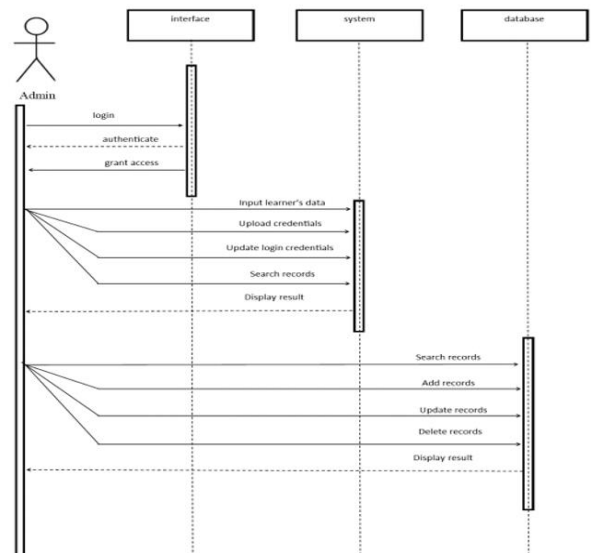 interface
system
database
Admin
login
authenticate
grant access
Input learner's data
Upload credentials
Update login credentials
Search records
Display result
Search records
Add records
Update records
Delete records
Display result